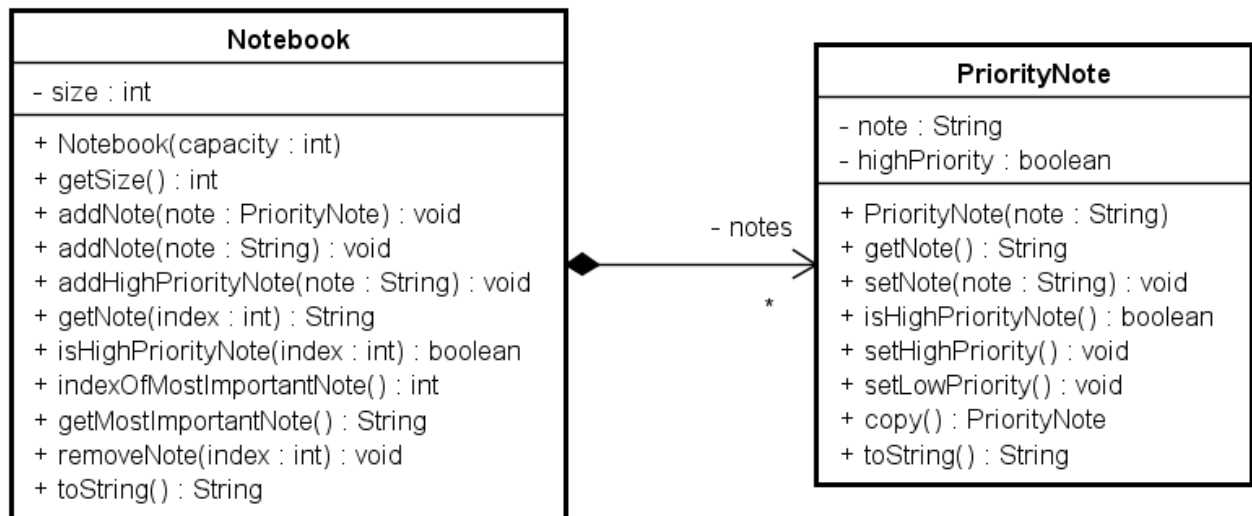 Notebook
- size : int
+ Notebook(capacity : int)
+ getSize() : int
+ addNote(note : PriorityNote) : void
+ addNote(note : String) : void
+ addHighPriorityNote(note : String) : void
+ getNote(index : int) : String
+ isHighPriorityNote(index : int) : boolean
+ indexOfMostImportantNote() : int
+ getMostImportantNote() : String
+ removeNote(index : int) : void
+ toString() : String
- notes
*
PriorityNote
- note : String
- highPriority : boolean
+ PriorityNote(note : String)
+ getNote() : String
+ setNote(note : String) : void
+ isHighPriorityNote() : boolean
+ setHighPriority() : void
+ setLowPriority() : void
+ copy() : PriorityNote
+ toString() : String